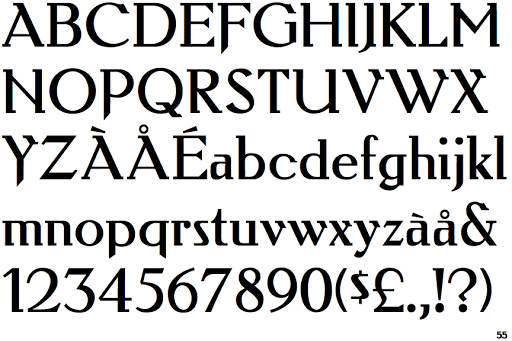 ABCDEFGHIJKLM
NOPQRSTUVWX
YZÀÅÉabcdefghijkl
mnopqrstuvwxyzàå&
1234567890($£.,!?)
55